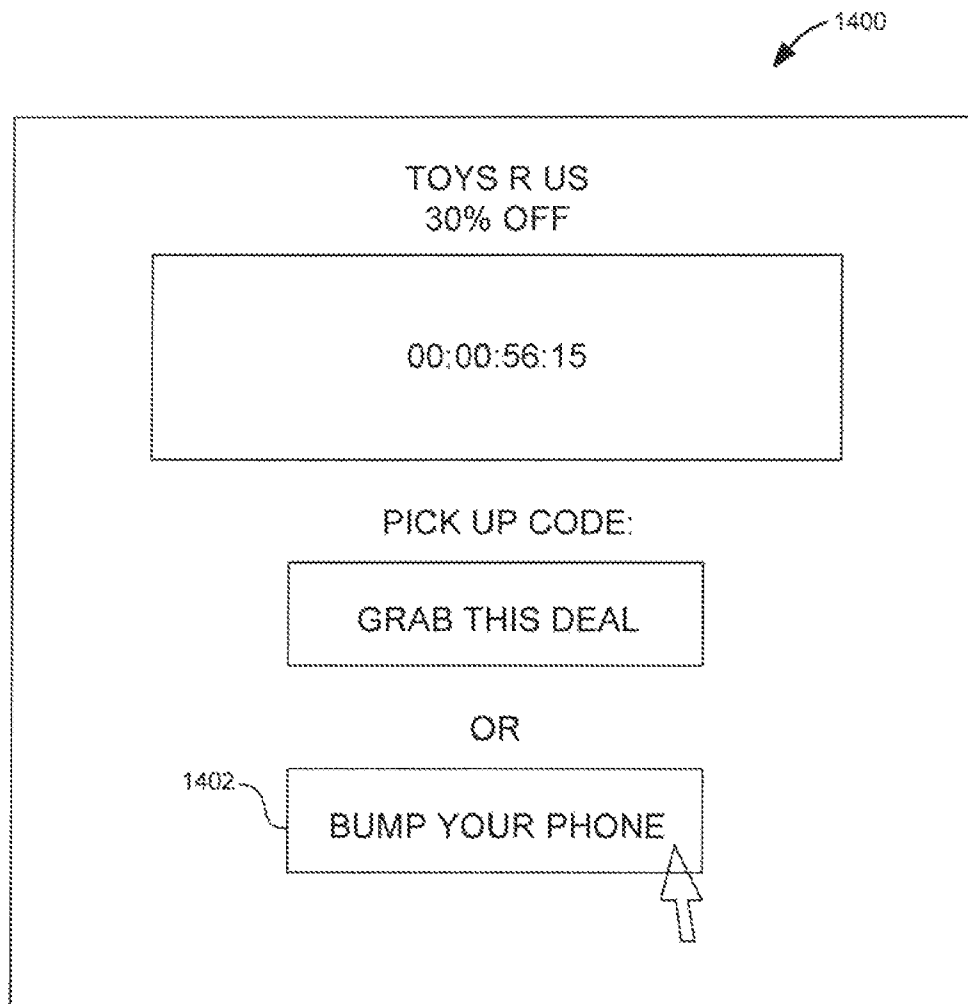 1400
TOYS R US
30% OFF
00:00:56:15
PICK UP CODE:
GRAB THIS DEAL
OR
1402
BUMP YOUR PHONE